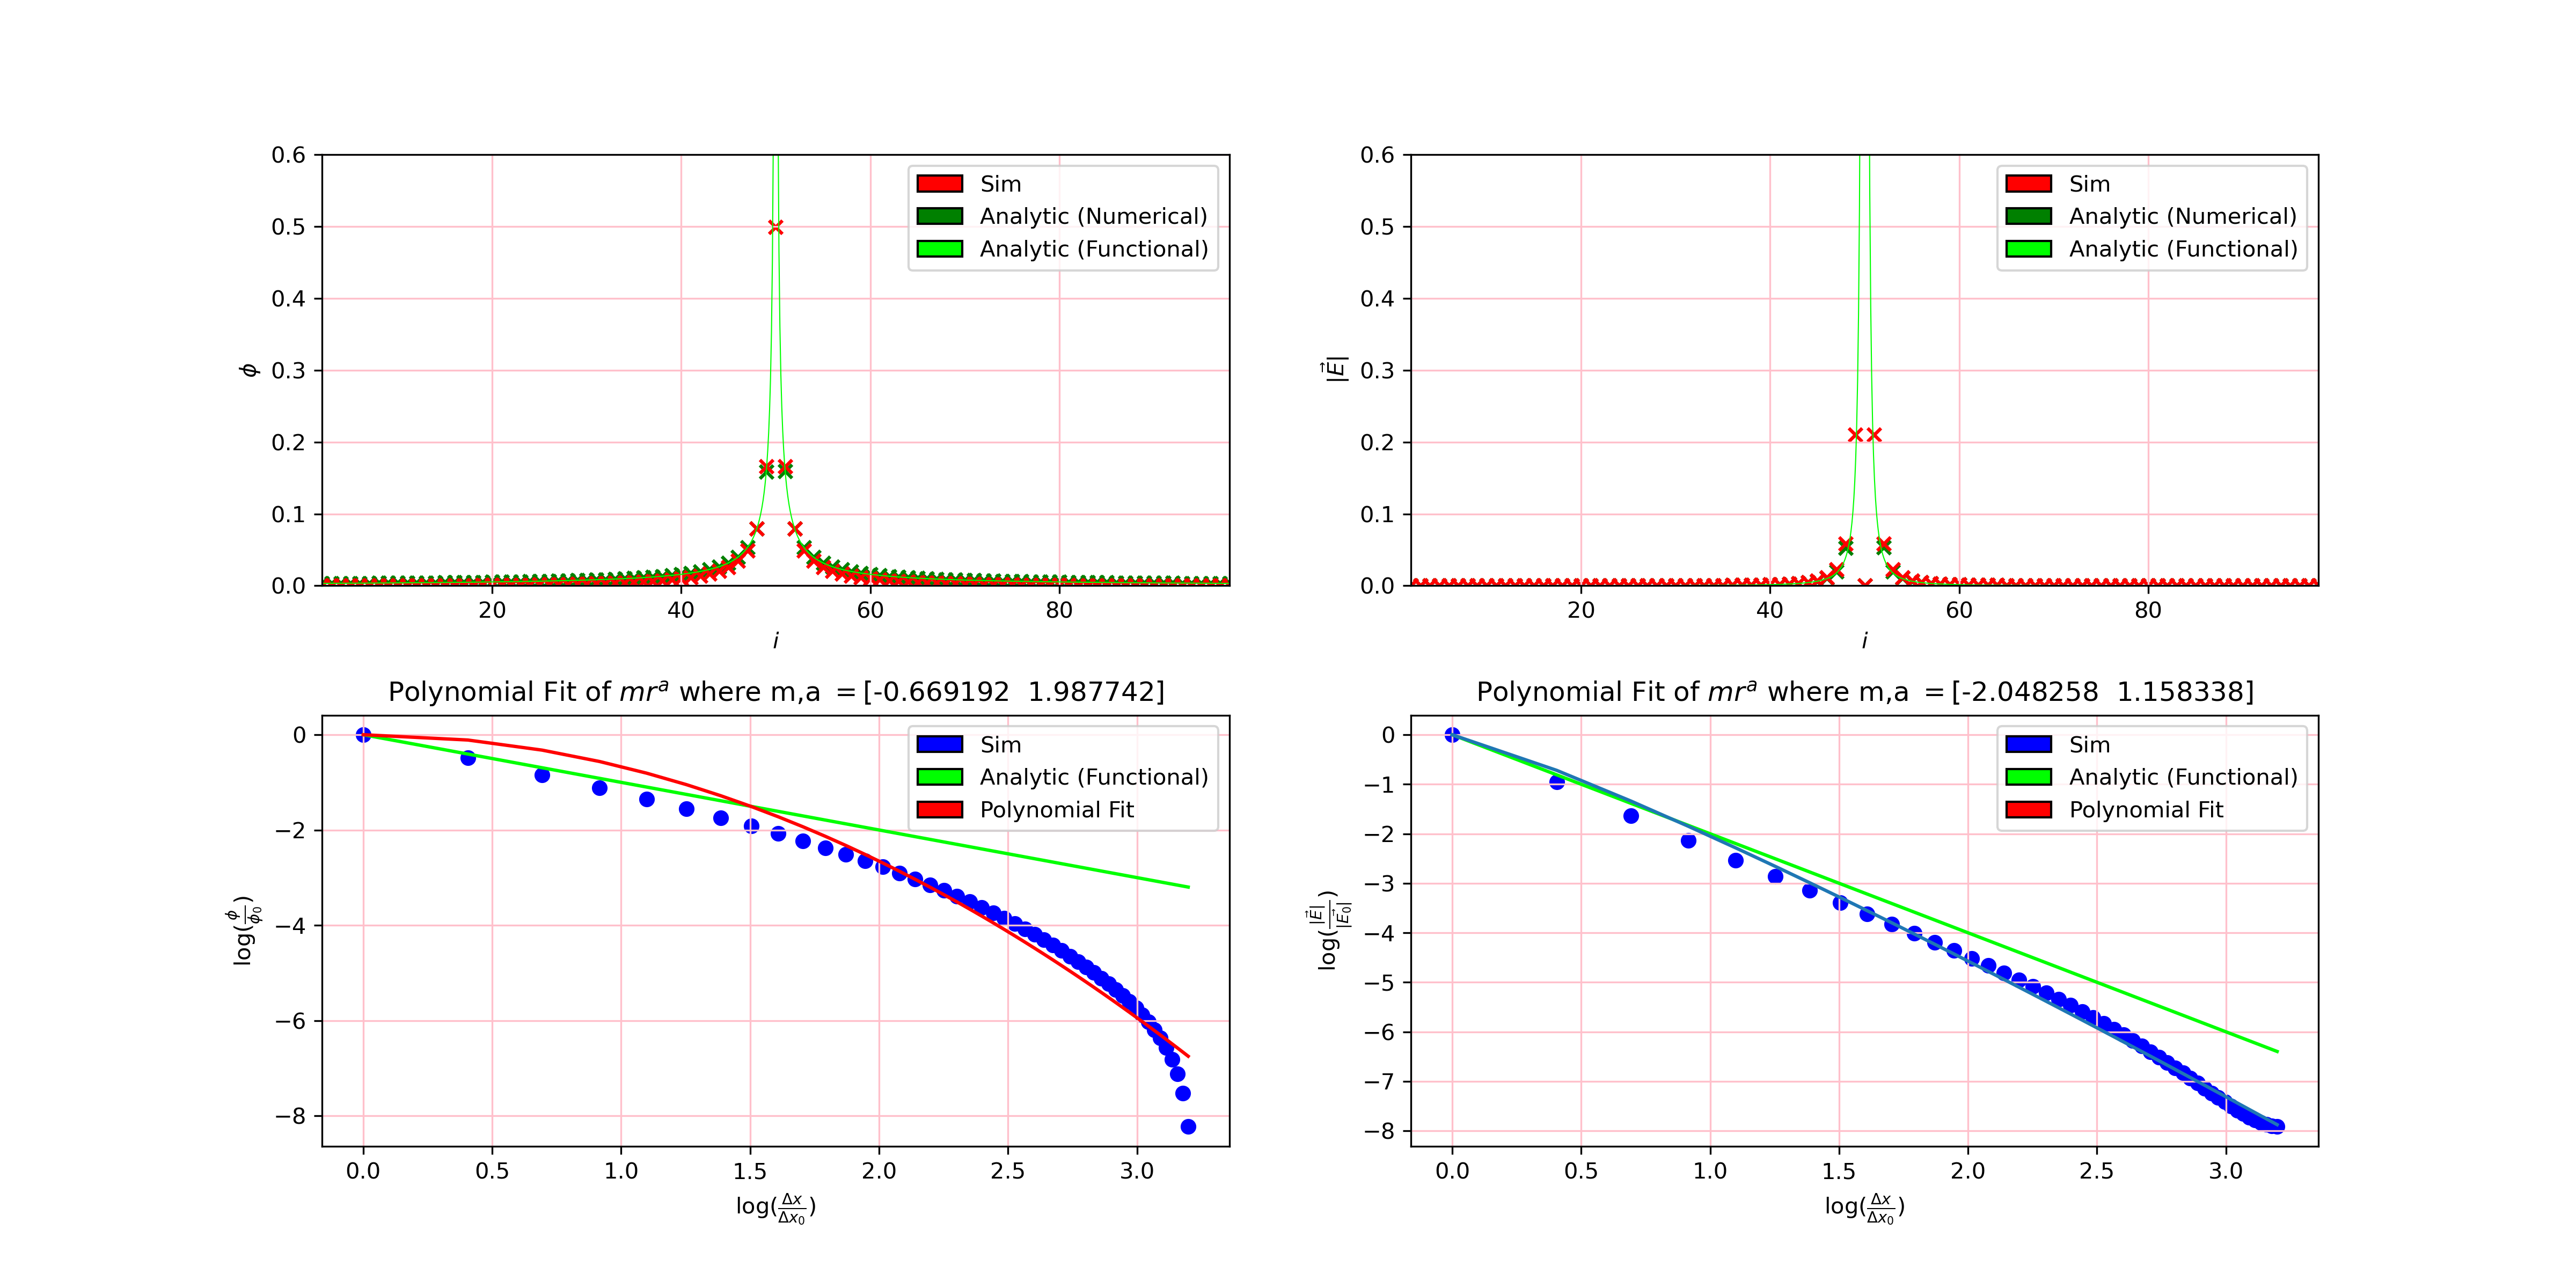 0.6
0.5
0.4
0.3
0.2
0.1
0.0
ϕ
20 40 60 80
i
Sim
Analytic (Numerical)
Analytic (Functional)
0.6
0.5
0.4
0.3
0.2
0.1
0.0
|E⃗|
20 40 60 80
i
Sim
Analytic (Numerical)
Analytic (Functional)
Polynomial Fit of mr^a where m,a =[-0.669192 1.987742]
0
−2
−4
−6
−8
log(ϕ/ϕ₀)
0.0 0.5 1.0 1.5 2.0 2.5 3.0
log(Δx/Δx₀)
Sim
Analytic (Functional)
Polynomial Fit
Polynomial Fit of mr^a where m,a =[-2.048258 1.158338]
0
−1
−2
−3
−4
−5
−6
−7
−8
log(|E⃗|/|E⃗₀|)
0.0 0.5 1.0 1.5 2.0 2.5 3.0
log(Δx/Δx₀)
Sim
Analytic (Functional)
Polynomial Fit